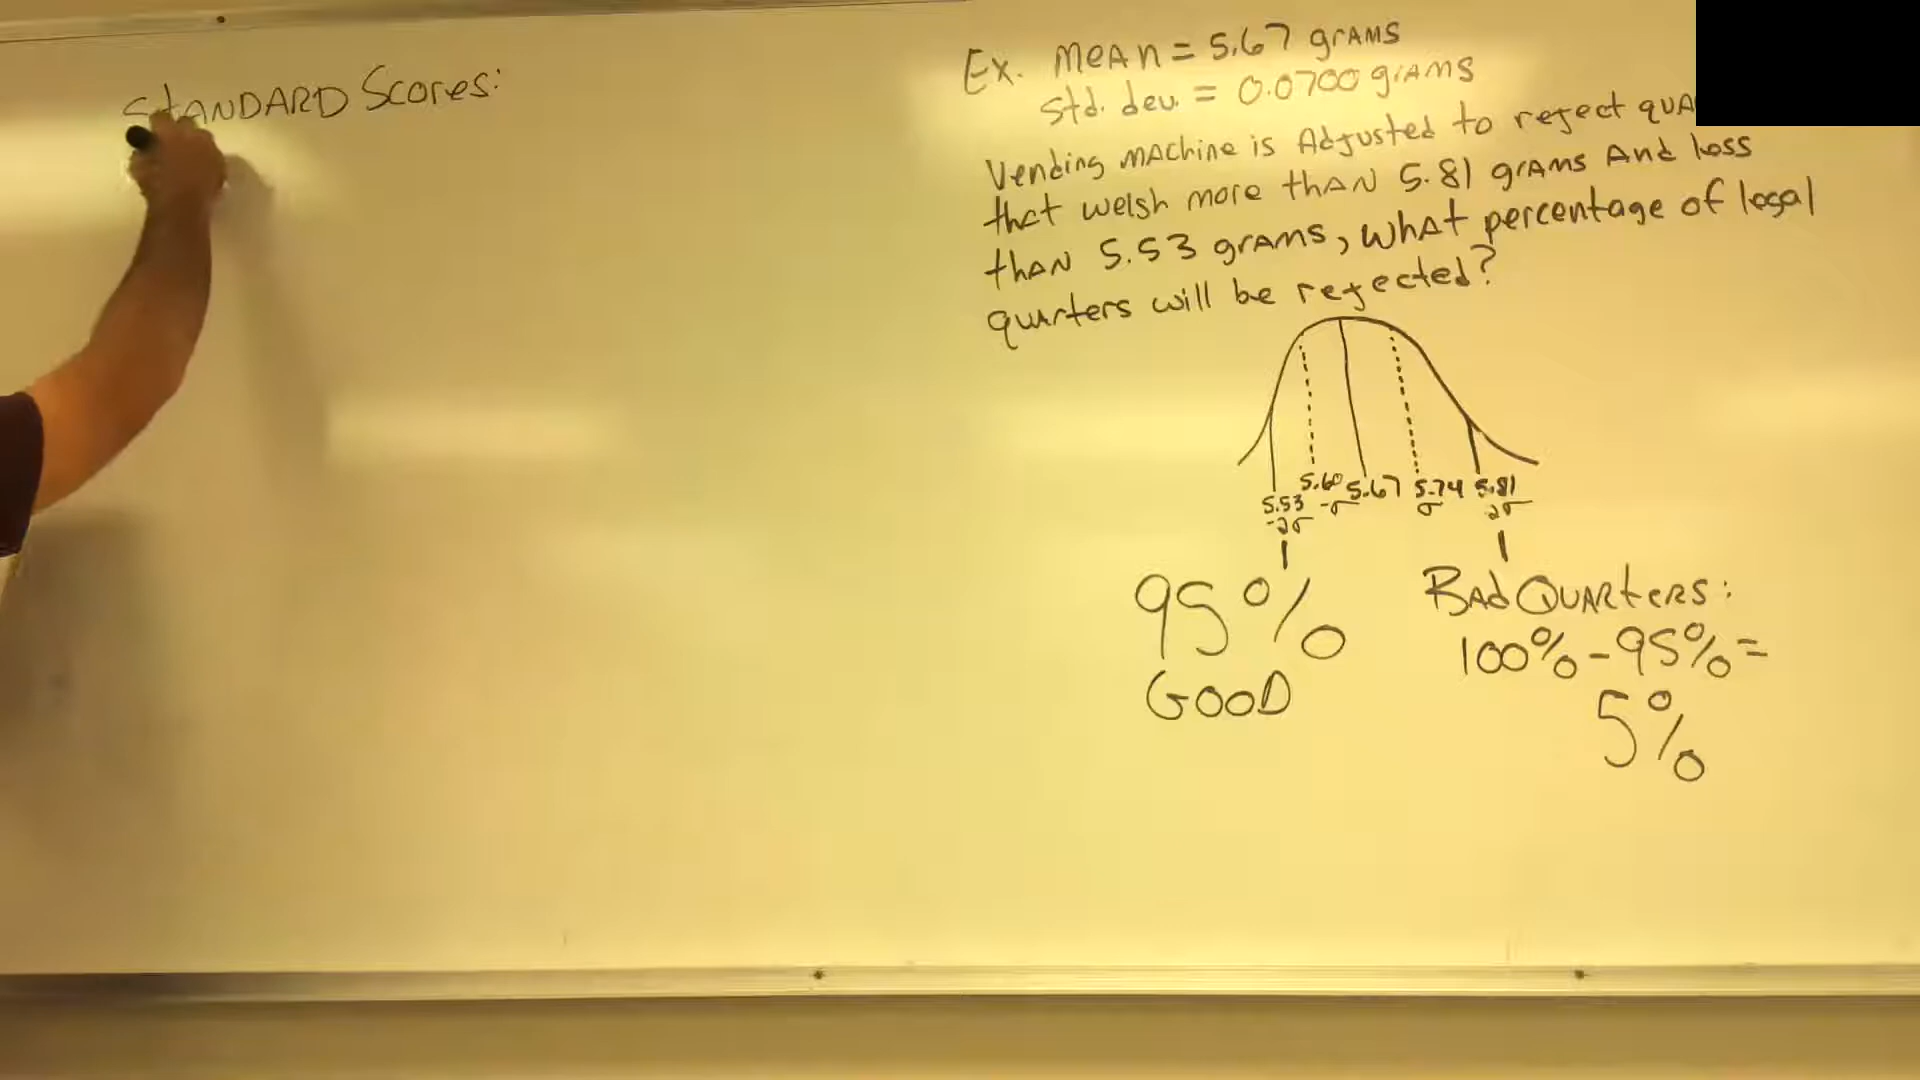 STANDARD Scores:
Ex. MeAn = 5.67 grAMS
Std. dev. = 0.0700 grAMS
Vending MAchine is AdJusted to reject
that weigh more than 5.81 grAMS And less
thAN 5.53 grAMS, whAt percentage of legal
quarters will be rejected?
5.53 5.60 5.67 5.74 5.81
-2σ -σ σ 2σ
95%
GOOD
BAd QUARters:
100% - 95% =
5%